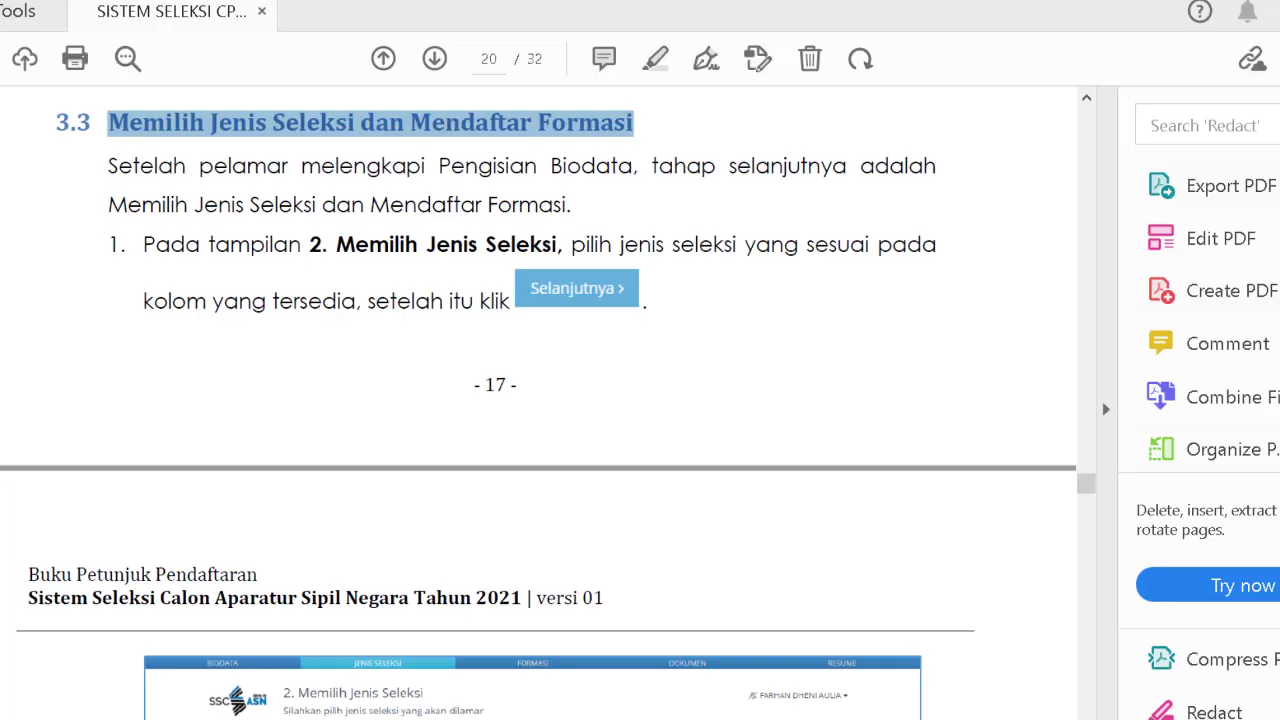 Tools
SISTEM SELEKSI CP... ×
20 / 32
3.3 Memilih Jenis Seleksi dan Mendaftar Formasi
Setelah pelamar melengkapi Pengisian Biodata, tahap selanjutnya adalah
Memilih Jenis Seleksi dan Mendaftar Formasi.
1. Pada tampilan 2. Memilih Jenis Seleksi, pilih jenis seleksi yang sesuai pada
kolom yang tersedia, setelah itu klik Selanjutnya > .
- 17 -
Buku Petunjuk Pendaftaran
Sistem Seleksi Calon Aparatur Sipil Negara Tahun 2021 | versi 01
BIODATA JENIS SELEKSI FORMASI DOKUMEN RESUME
SSC ASN
2. Memilih Jenis Seleksi
FARHAN DHENI AULIA
Silahkan pilih jenis seleksi yang akan dilamar
Search 'Redact'
Export PDF
Edit PDF
Create PDF
Comment
Combine Fi
Organize P...
Delete, insert, extract
rotate pages.
Try now
Compress P
Redact